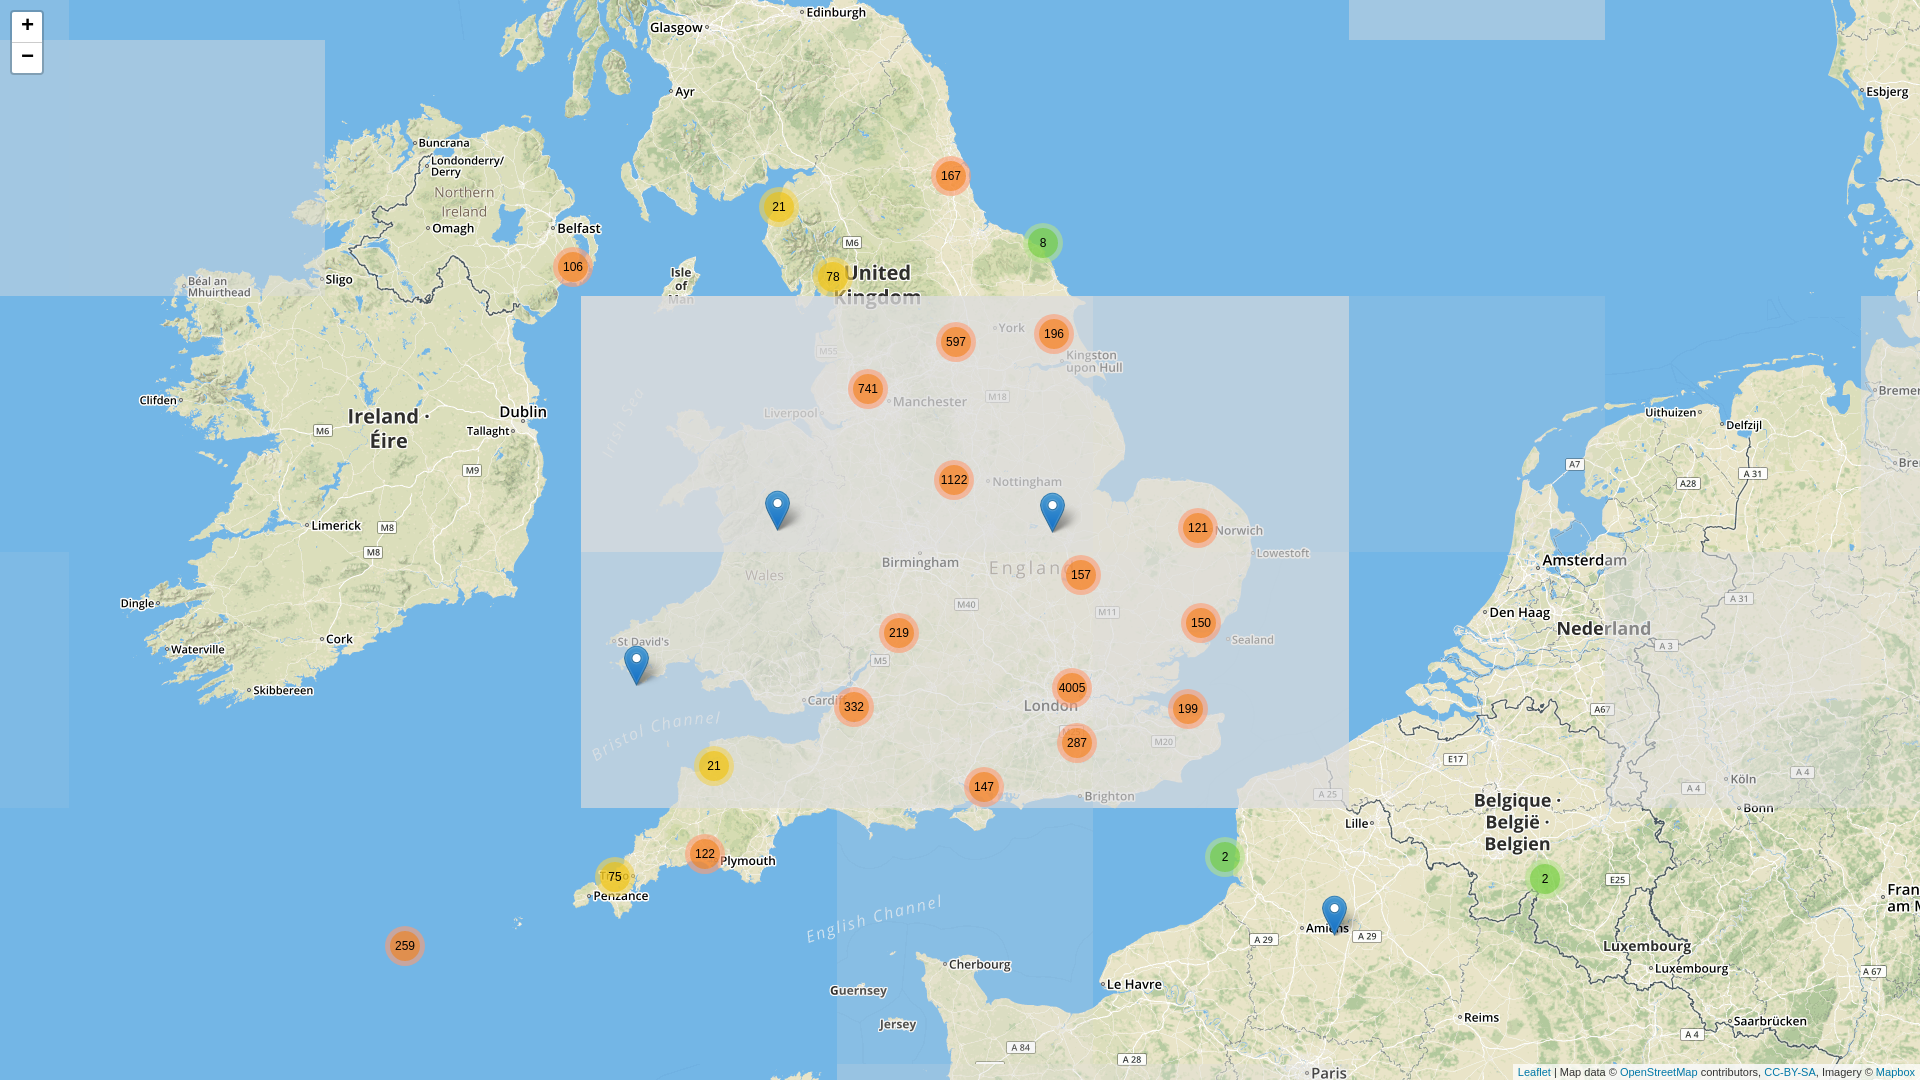 +
−
Edinburgh
Glasgow
Ayr
Esbjerg
Buncrana
Londonderry/
Derry
Northern
Ireland
Omagh
Belfast
167
21
8
M6
106
78
United
Kingdom
Isle
of
Man
Béal an
Mhuirthead
Sligo
York
196
597
M55
Kingston
upon Hull
741
Manchester
M18
Liverpool
Clifden
Ireland ·
Éire
Dublin
Tallaght
M6
M9
Uithuizen
Delfzijl
A7
A 31
A28
1122
Nottingham
121
Norwich
Lowestoft
Limerick
M8
M8
Birmingham
England
Wales
157
M40
M11
Amsterdam
A 31
Den Haag
Nederland
A 3
Dingle
Cork
Waterville
Skibbereen
St David's
219
M5
150
Sealand
4005
London
199
A67
332
287
M20
Bristol Channel
21
147
Brighton
E17
A 25
Köln
A 4
A 4
Bonn
Belgique ·
België ·
Belgien
Lille
122
Plymouth
75
Penzance
2
2
E25
English Channel
259
Amiens
A 29
A 29
Luxembourg
Luxembourg
A 67
Cherbourg
Guernsey
Le Havre
Jersey
Reims
Saarbrücken
A 4
A 84
A 28
Paris
Leaflet | Map data © OpenStreetMap contributors, CC-BY-SA, Imagery © Mapbox